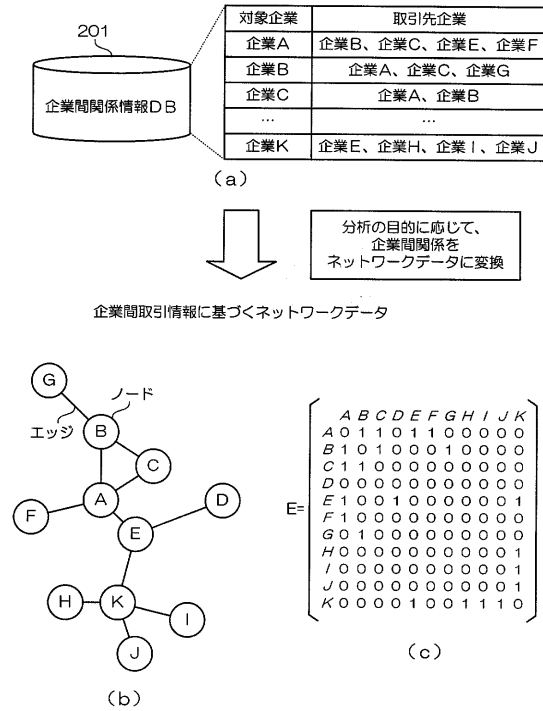 201
企業間関係情報DB
対象企業 取引先企業
企業A 企業B、企業C、企業E、企業F
企業B 企業A、企業C、企業G
企業C 企業A、企業B
… …
企業K 企業E、企業H、企業I、企業J
(a)
分析の目的に応じて、
企業間関係を
ネットワークデータに変換
企業間取引情報に基づくネットワークデータ
G
ノード
エッジ
B
C
A
D
F
E
H
K
I
J
(b)
E=
A B C D E F G H I J K
A 0 1 1 0 1 1 0 0 0 0 0
B 1 0 1 0 0 0 1 0 0 0 0
C 1 1 0 0 0 0 0 0 0 0 0
D 0 0 0 0 0 0 0 0 0 0 0
E 1 0 0 1 0 0 0 0 0 0 1
F 1 0 0 0 0 0 0 0 0 0 0
G 0 1 0 0 0 0 0 0 0 0 0
H 0 0 0 0 0 0 0 0 0 0 1
I 0 0 0 0 0 0 0 0 0 0 1
J 0 0 0 0 0 0 0 0 0 0 1
K 0 0 0 0 1 0 0 1 1 1 0
(c)